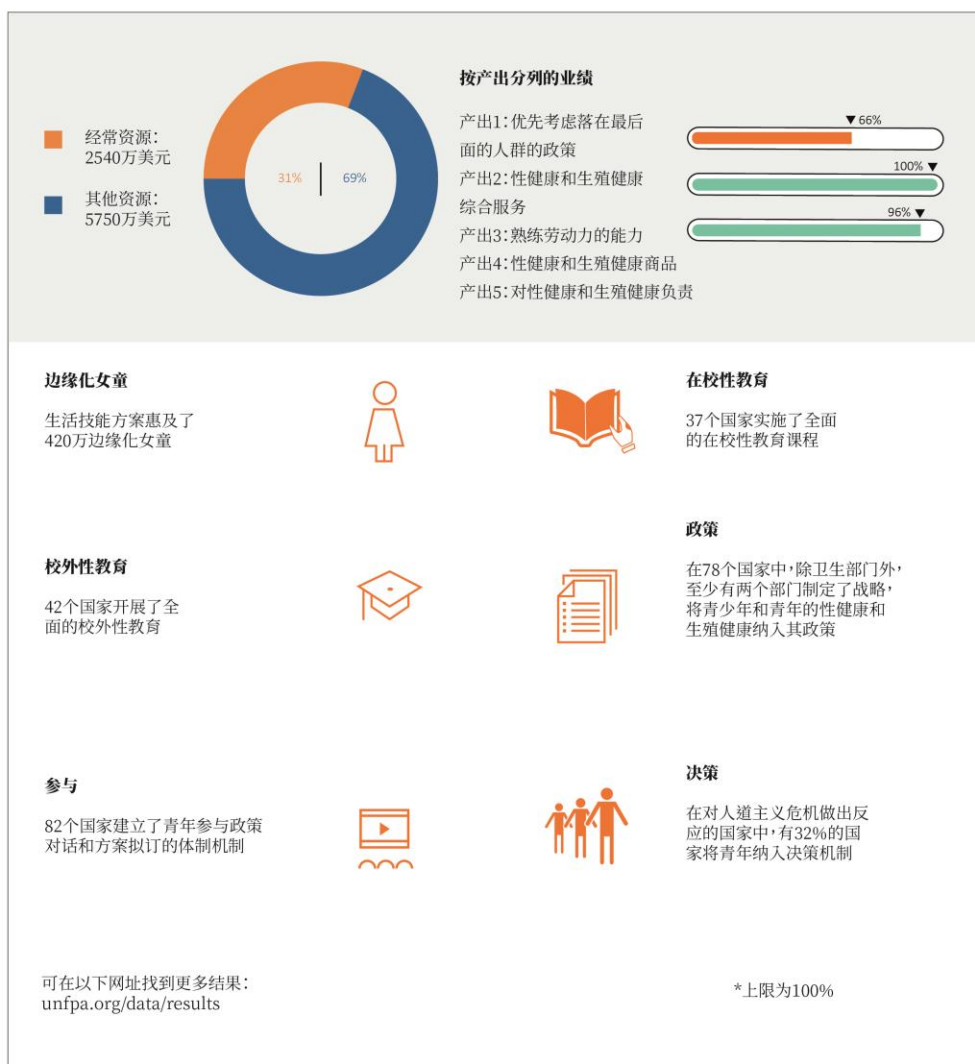 经常资源：
2540万美元
其他资源：
5750万美元
31%
69%
按产出分列的业绩
产出1：优先考虑落在最后
面的人群的政策
产出2：性健康和生殖健康
综合服务
产出3：熟练劳动力的能力
产出4：性健康和生殖健康商品
产出5：对性健康和生殖健康负责
▼ 66%
100% ▼
96% ▼
边缘化女童
生活技能方案惠及了
420万边缘化女童
在校性教育
37个国家实施了全面
的在校性教育课程
校外性教育
42个国家开展了全
面的校外性教育
政策
在78个国家中，除卫生部门外，
至少有两个部门制定了战略，
将青少年和青年的性健康和
生殖健康纳入其政策
参与
82个国家建立了青年参与政策
对话和方案拟订的体制机制
决策
在对人道主义危机做出反
应的国家中，有32%的国
家将青年纳入决策机制
可在以下网址找到更多结果：
unfpa.org/data/results
*上限为100%